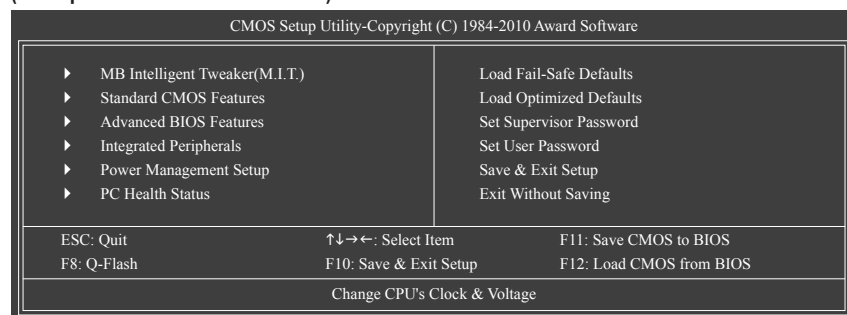 CMOS Setup Utility-Copyright (C) 1984-2010 Award Software
MB Intelligent Tweaker(M.I.T.)
Standard CMOS Features
Advanced BIOS Features
Integrated Peripherals
Power Management Setup
PC Health Status
Load Fail-Safe Defaults
Load Optimized Defaults
Set Supervisor Password
Set User Password
Save & Exit Setup
Exit Without Saving
ESC: Quit ↑↓→←: Select Item F11: Save CMOS to BIOS
F8: Q-Flash F10: Save & Exit Setup F12: Load CMOS from BIOS
Change CPU's Clock & Voltage